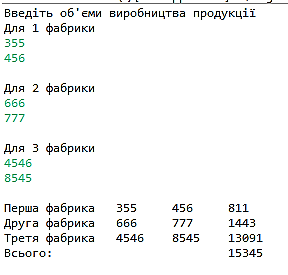 Введіть об'єми виробництва продукції
Для 1 фабрики
355
456
Для 2 фабрики
666
777
Для 3 фабрики
4546
8545
Перша фабрика 355 456 811
Друга фабрика 666 777 1443
Третя фабрика 4546 8545 13091
Всього: 15345